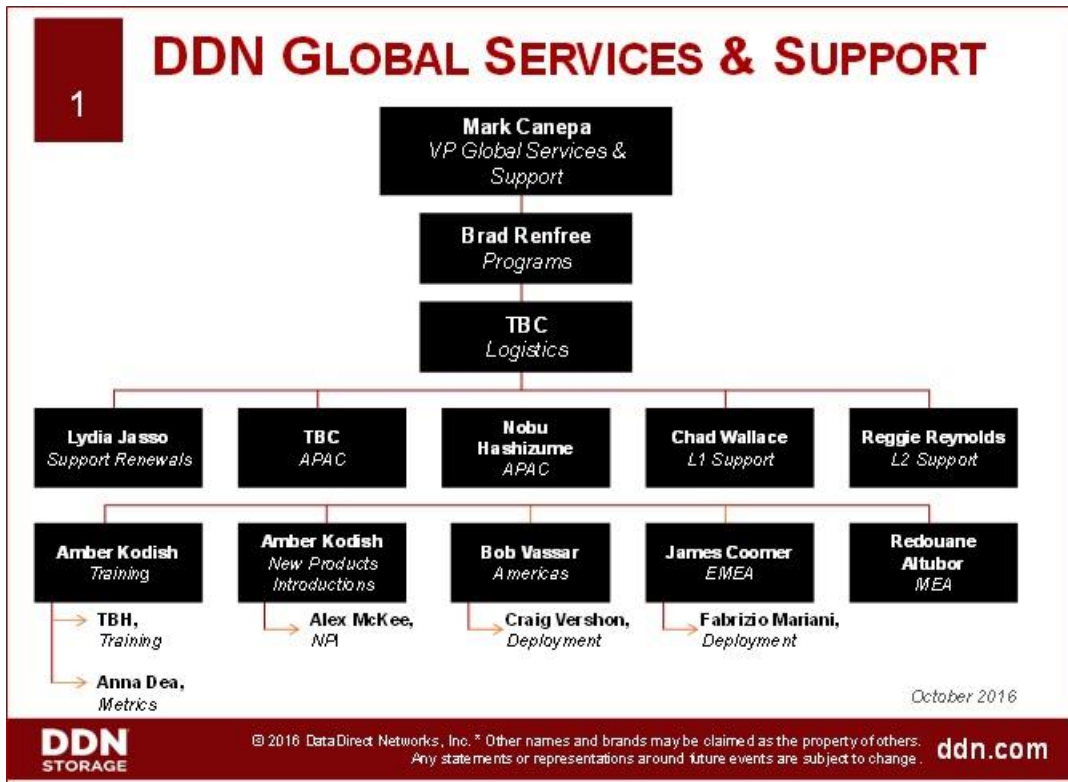 1
DDN GLOBAL SERVICES & SUPPORT
Mark Canepa
VP Global Services &
Support
Brad Renfree
Programs
TBC
Logistics
Lydia Jasso
Support Renewals
TBC
APAC
Nobu
Hashizume
APAC
Chad Wallace
L1 Support
Reggie Reynolds
L2 Support
Amber Kodish
Training
Amber Kodish
New Products
Introductions
Bob Vassar
Americas
James Coomer
EMEA
Redouane
Altubor
MEA
TBH,
Training
Anna Dea,
Metrics
Alex McKee,
NPI
Craig Vershon,
Deployment
Fabrizio Mariani,
Deployment
October 2016
DDN
STORAGE
© 2016 DataDirect Networks, Inc. * Other names and brands may be claimed as the property of others.
Any statements or representations around future events are subject to change.
ddn.com